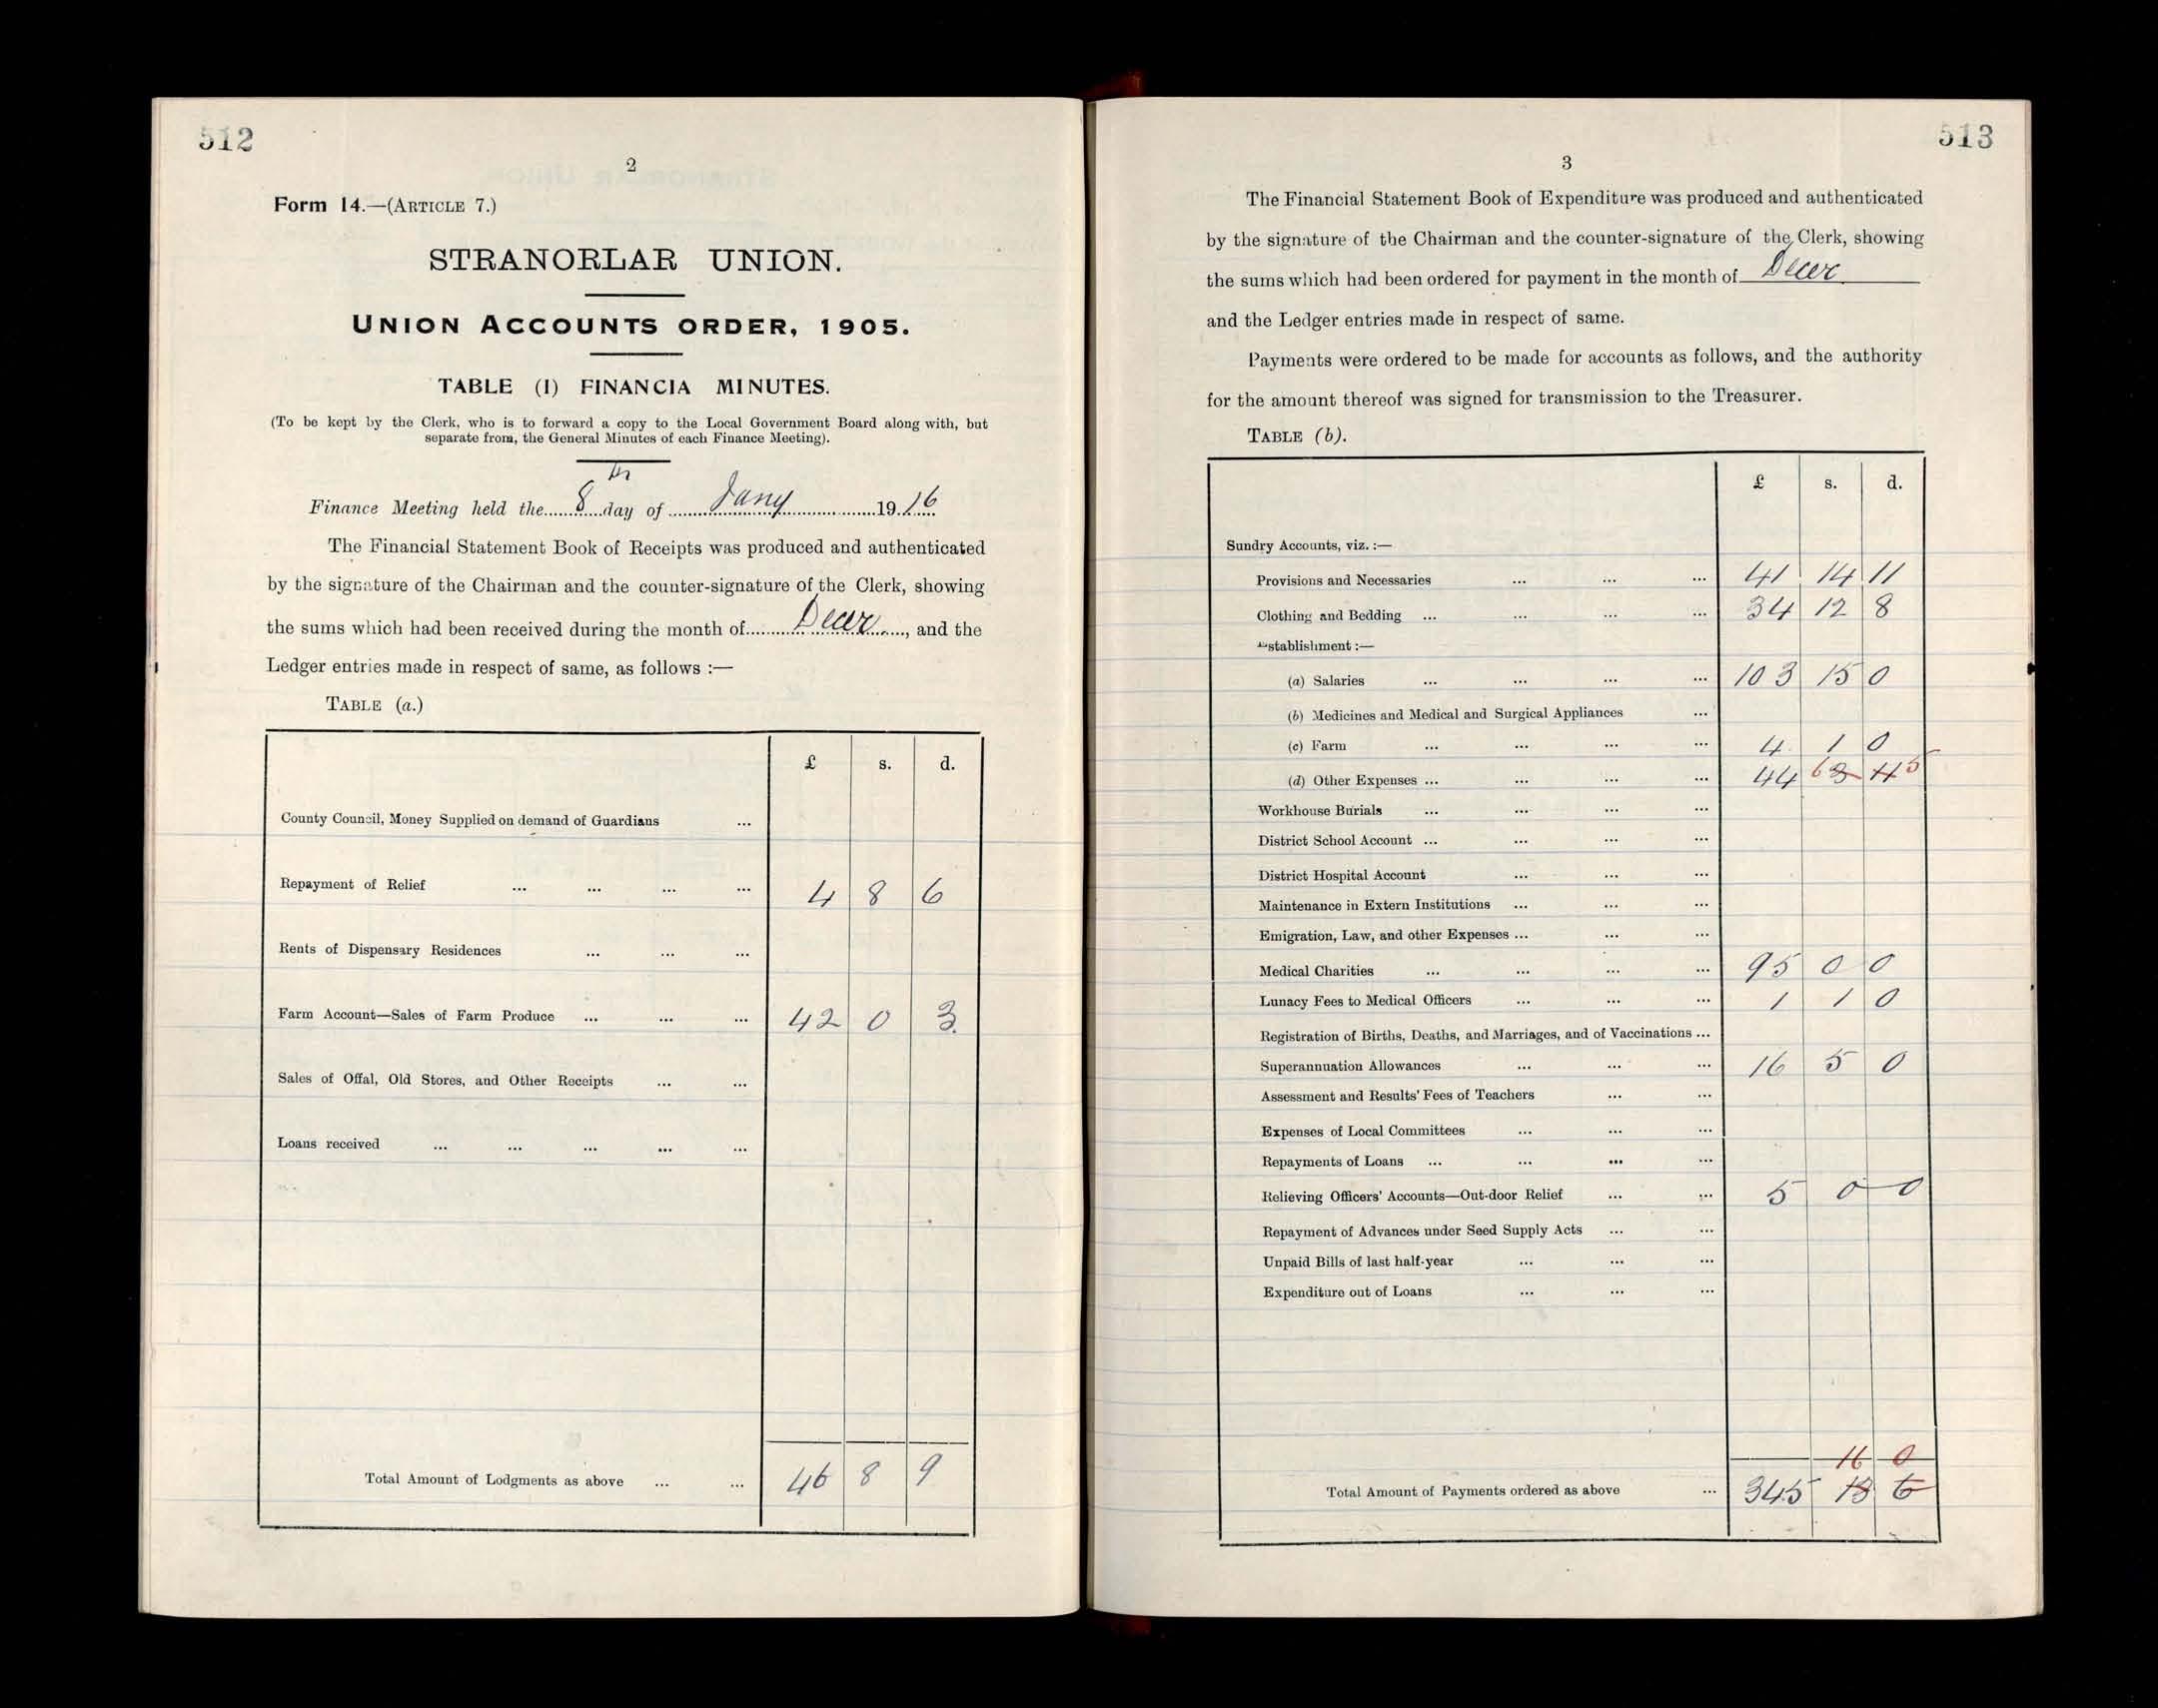 512
2
Form 14.—(ARTICLE 7.)
STRANORLAR UNION.
UNION ACCOUNTS ORDER, 1905.
TABLE (I) FINANCIA MINUTES.
(To be kept by the Clerk, who is to forward a copy to the Local Government Board along with, but
separate from, the General Minutes of each Finance Meeting).
Finance Meeting held the 8th day of Jany 1916
The Financial Statement Book of Receipts was produced and authenticated
by the signature of the Chairman and the counter-signature of the Clerk, showing
the sums which had been received during the month of Decr, and the
Ledger entries made in respect of same, as follows :—
TABLE (a.)
£ s. d.
County Council, Money Supplied on demand of Guardians ...
Repayment of Relief ... ... ... ... 4 8 6
Rents of Dispensary Residences ... ... ...
Farm Account—Sales of Farm Produce ... ... ... 42 0 3
Sales of Offal, Old Stores, and Other Receipts ... ...
Loans received ... ... ... ... ...
Total Amount of Lodgments as above ... ... 46 8 9
513
3
The Financial Statement Book of Expenditure was produced and authenticated
by the signature of the Chairman and the counter-signature of the Clerk, showing
the sums which had been ordered for payment in the month of Decr
and the Ledger entries made in respect of same.
Payments were ordered to be made for accounts as follows, and the authority
for the amount thereof was signed for transmission to the Treasurer.
TABLE (b).
£ s. d.
Sundry Accounts, viz. :—
Provisions and Necessaries ... ... ... 41 14 11
Clothing and Bedding ... ... ... ... 34 12 8
Establishment :—
(a) Salaries ... ... ... ... 103 15 0
(b) Medicines and Medical and Surgical Appliances ...
(c) Farm ... ... ... ... 4 1 0
(d) Other Expenses ... ... ... ... 44 6 5
Workhouse Burials ... ... ... ...
District School Account ... ... ... ...
District Hospital Account ... ... ...
Maintenance in Extern Institutions ... ... ...
Emigration, Law, and other Expenses ... ... ...
Medical Charities ... ... ... ... 95 0 0
Lunacy Fees to Medical Officers ... ... ... 1 1 0
Registration of Births, Deaths, and Marriages, and of Vaccinations ...
Superannuation Allowances ... ... ... 16 5 0
Assessment and Results' Fees of Teachers ... ...
Expenses of Local Committees ... ... ...
Repayments of Loans ... ... ... ...
Relieving Officers' Accounts—Out-door Relief ... ... 5 0 0
Repayment of Advances under Seed Supply Acts ... ...
Unpaid Bills of last half-year ... ... ...
Expenditure out of Loans ... ... ...
16 0
Total Amount of Payments ordered as above ... 345 13 6